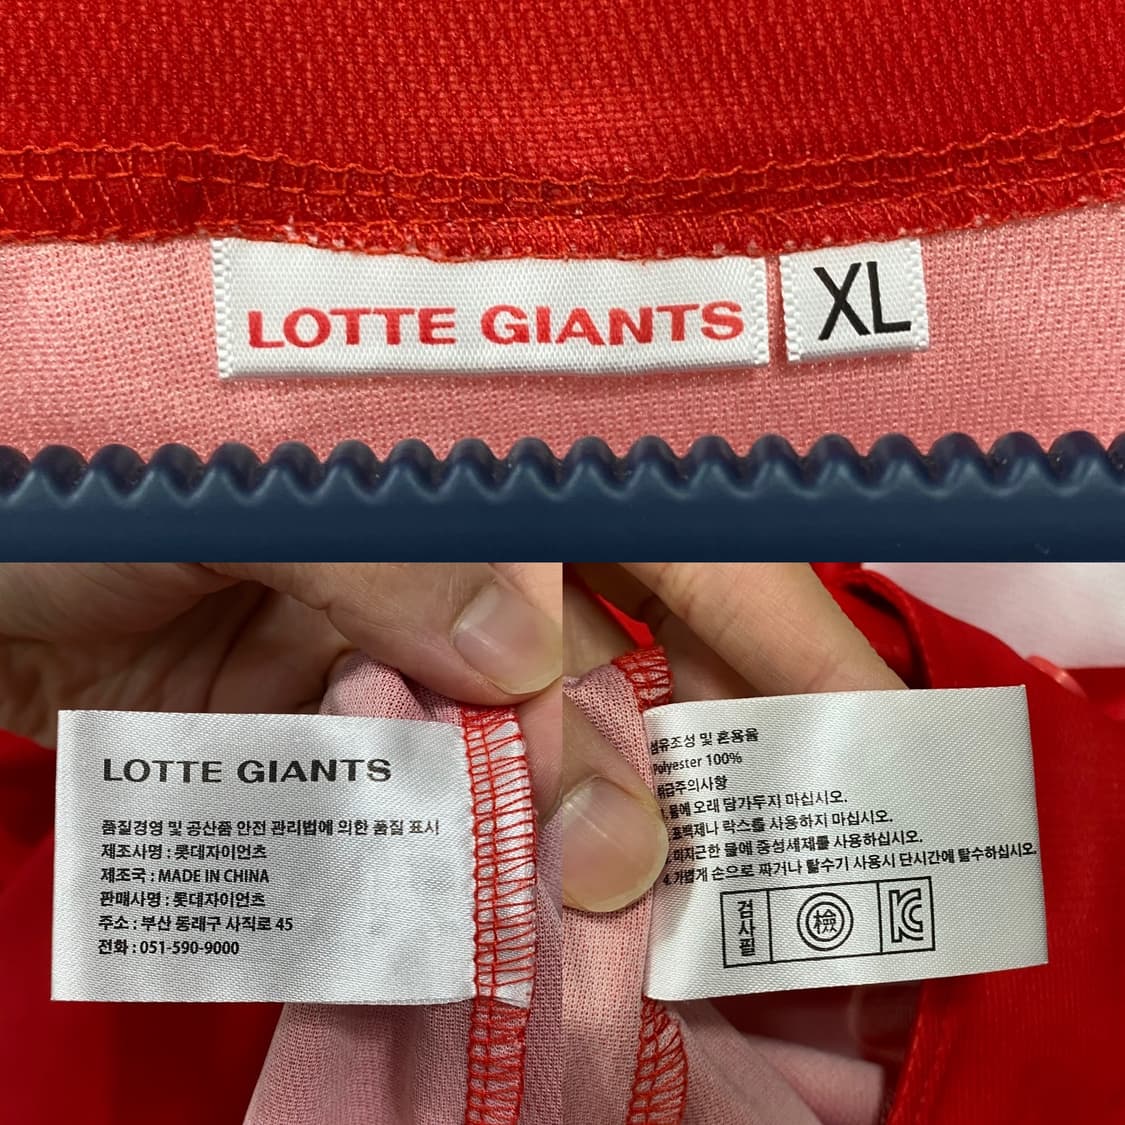 LOTTE GIANTS
XL
LOTTE GIANTS
품질경영 및 공산품 안전 관리법에 의한 품질 표시
제조사명 : 롯데자이언츠
제조국 : MADE IN CHINA
판매사명 : 롯데자이언츠
주소 : 부산 동래구 사직로 45
전화 : 051-590-9000
섬유조성 및 혼용율
Polyester 100%
취급주의사항
1.물에 오래 담가두지 마십시오.
표백제나 락스를 사용하지 마십시오.
미지근한 물에 중성세제를 사용하십시오.
4.가볍게 손으로 짜거나 탈수기 사용시 단시간에 탈수하십시오.
검사필
檢
KC